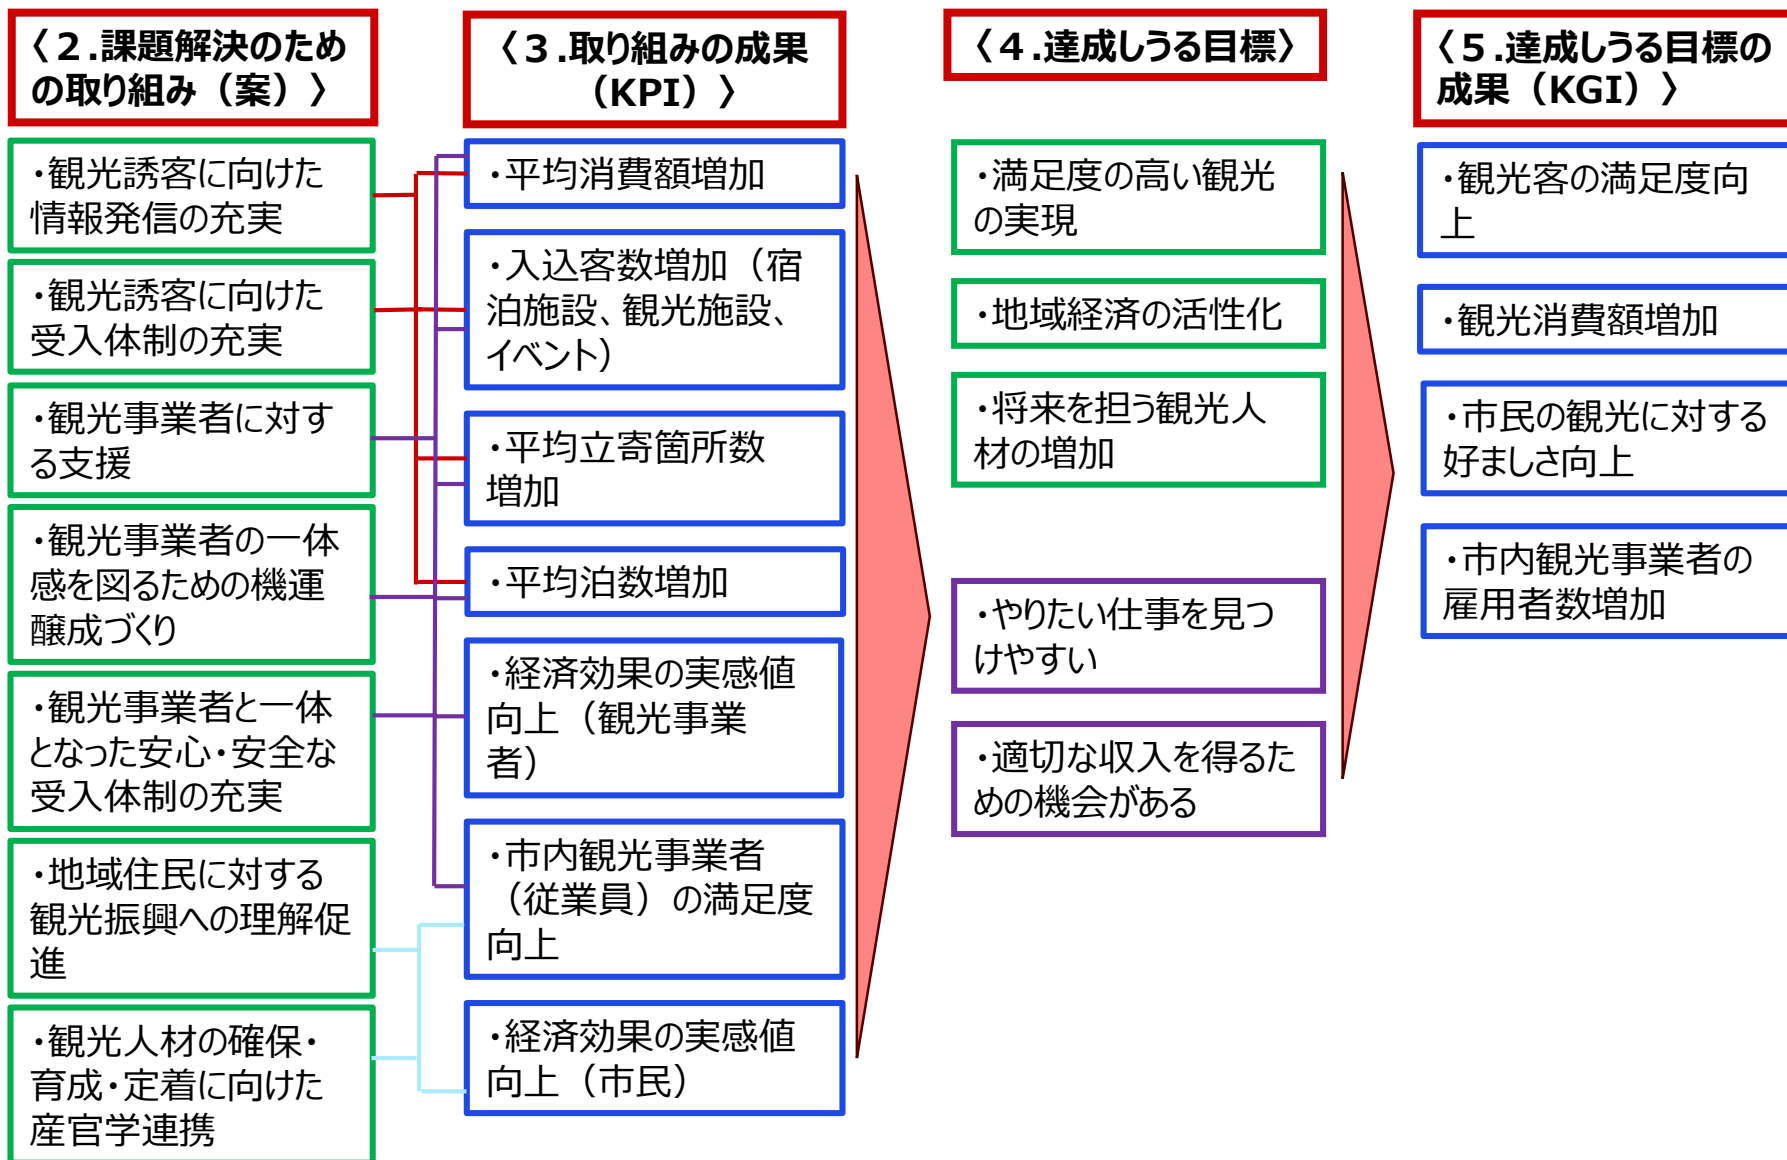 〈２.課題解決のため
の取り組み（案）〉
・観光誘客に向けた
情報発信の充実
・観光誘客に向けた
受入体制の充実
・観光事業者に対す
る支援
・観光事業者の一体
感を図るための機運
醸成づくり
・観光事業者と一体
となった安心・安全な
受入体制の充実
・地域住民に対する
観光振興への理解促
進
・観光人材の確保・
育成・定着に向けた
産官学連携
〈３.取り組みの成果
（KPI）〉
・平均消費額増加
・入込客数増加（宿
泊施設、観光施設、
イベント）
・平均立寄箇所数
増加
・平均泊数増加
・経済効果の実感値
向上（観光事業
者）
・市内観光事業者
（従業員）の満足度
向上
・経済効果の実感値
向上（市民）
〈４.達成しうる目標〉
・満足度の高い観光
の実現
・地域経済の活性化
・将来を担う観光人
材の増加
・やりたい仕事を見つ
けやすい
・適切な収入を得るた
めの機会がある
〈５.達成しうる目標の
成果（KGI）〉
・観光客の満足度向
上
・観光消費額増加
・市民の観光に対する
好ましさ向上
・市内観光事業者の
雇用者数増加